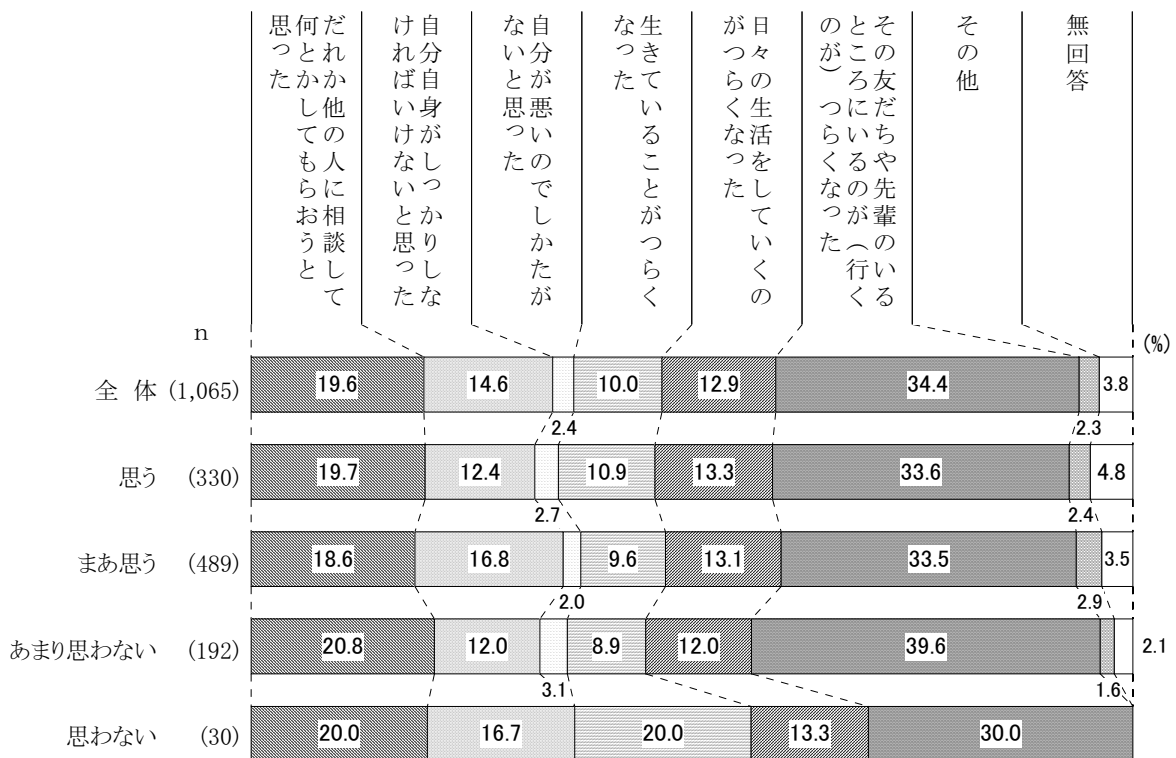 だれか他の人に相談して
何とかしてもらおうと
思った
自分自身がしっかりしな
ければいけないと思った
自分が悪いのでしかたが
ないと思った
生きていることがつらく
なった
日々の生活をしていくの
がつらくなった
その友だちや先輩のいる
ところにいるのが（行く
のが）つらくなった
その他
無回答
n
(%)
全 体 (1,065) 19.6 14.6 10.0 12.9 34.4 3.8
2.4 2.3
思う (330) 19.7 12.4 10.9 13.3 33.6 4.8
2.7 2.4
まあ思う (489) 18.6 16.8 9.6 13.1 33.5 3.5
2.0 2.9
あまり思わない (192) 20.8 12.0 8.9 12.0 39.6 2.1
3.1 1.6
思わない (30) 20.0 16.7 20.0 13.3 30.0